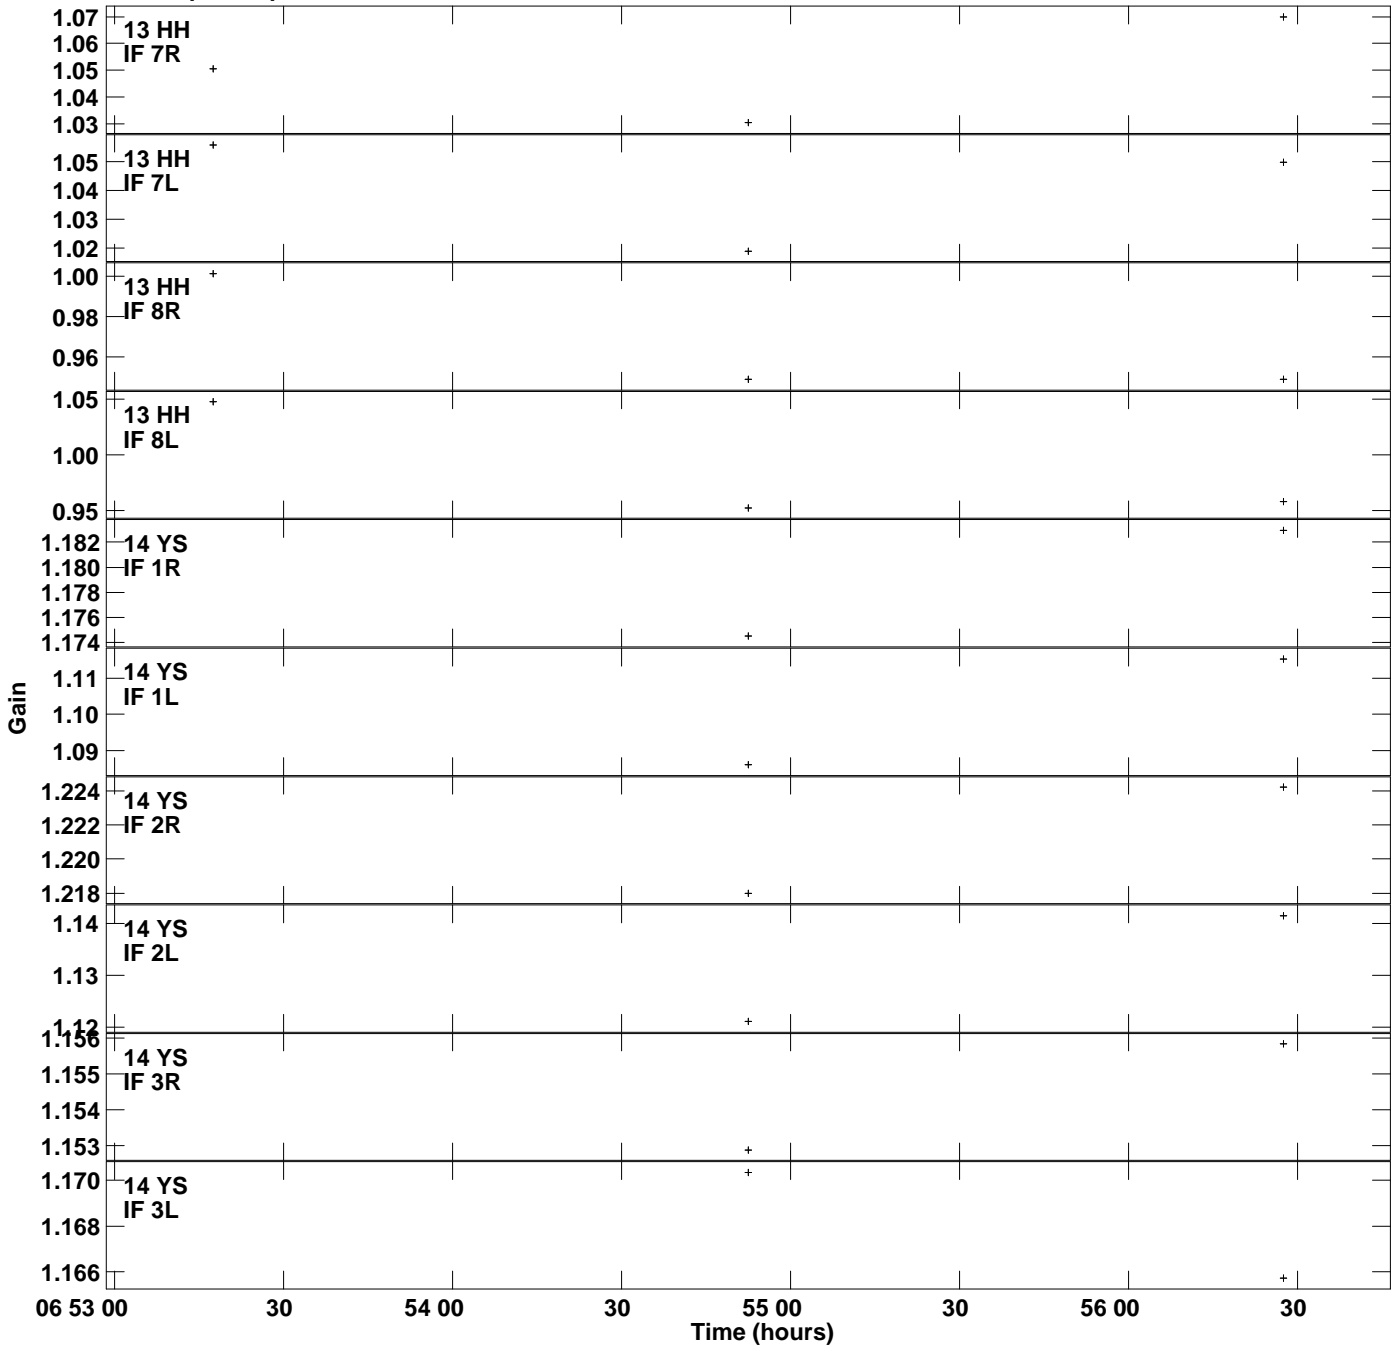 1.07
1.06
1.05
1.04
1.03
13 HH
IF 7R
1.05
1.04
1.03
1.02
13 HH
IF 7L
1.00
0.98
0.96
13 HH
IF 8R
1.05
1.00
0.95
13 HH
IF 8L
1.182
1.180
1.178
1.176
1.174
14 YS
IF 1R
1.11
1.10
1.09
14 YS
IF 1L
1.224
1.222
1.220
1.218
14 YS
IF 2R
1.14
1.13
1.12
14 YS
IF 2L
1.156
1.155
1.154
1.153
14 YS
IF 3R
1.170
1.168
1.166
14 YS
IF 3L
Gain
06 53 00 30 54 00 30 55 00 30 56 00 30
Time (hours)